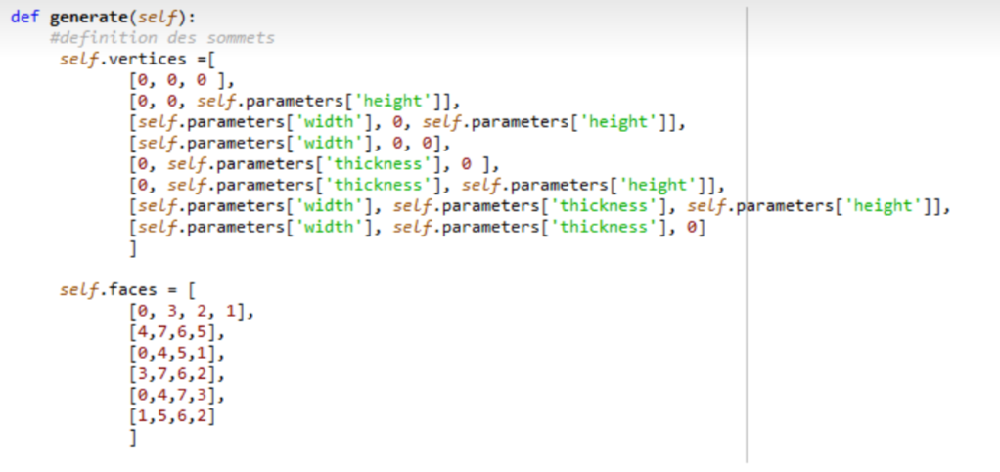 def generate(self):
#definition des sommets
self.vertices =[
[0, 0, 0 ],
[0, 0, self.parameters['height']],
[self.parameters['width'], 0, self.parameters['height']],
[self.parameters['width'], 0, 0],
[0, self.parameters['thickness'], 0 ],
[0, self.parameters['thickness'], self.parameters['height']],
[self.parameters['width'], self.parameters['thickness'], self.parameters['height']],
[self.parameters['width'], self.parameters['thickness'], 0]
]
self.faces = [
[0, 3, 2, 1],
[4,7,6,5],
[0,4,5,1],
[3,7,6,2],
[0,4,7,3],
[1,5,6,2]
]